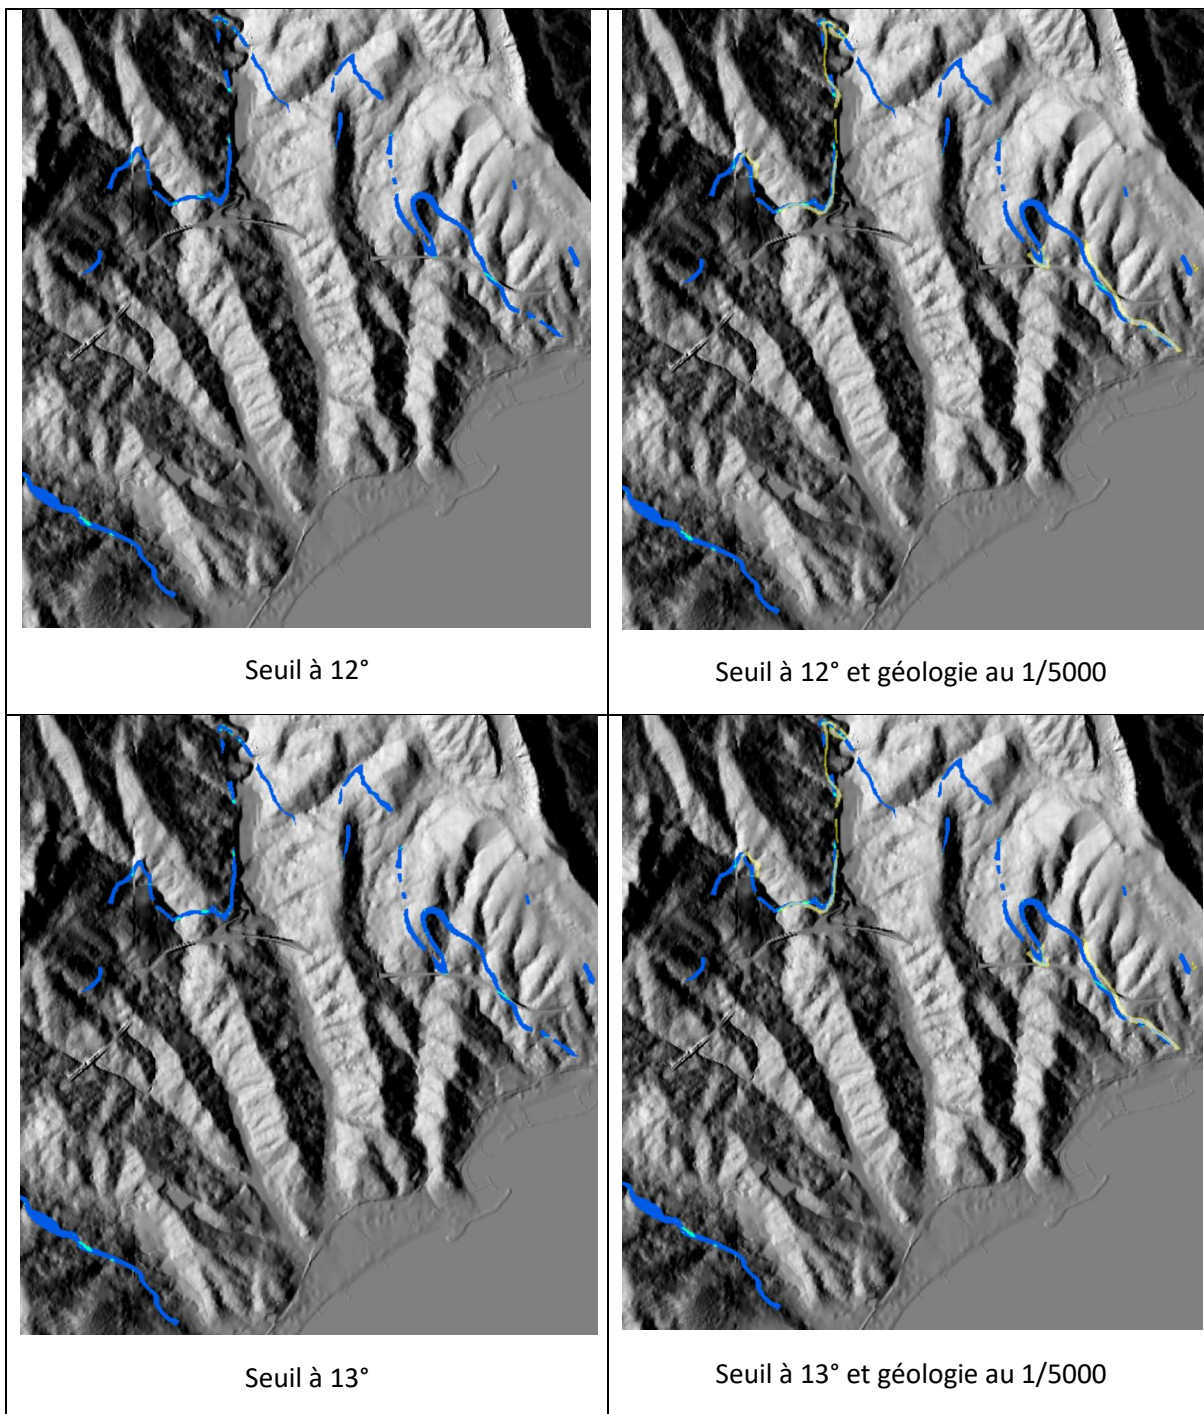 Seuil à 12°
Seuil à 12° et géologie au 1/5000
Seuil à 13°
Seuil à 13° et géologie au 1/5000